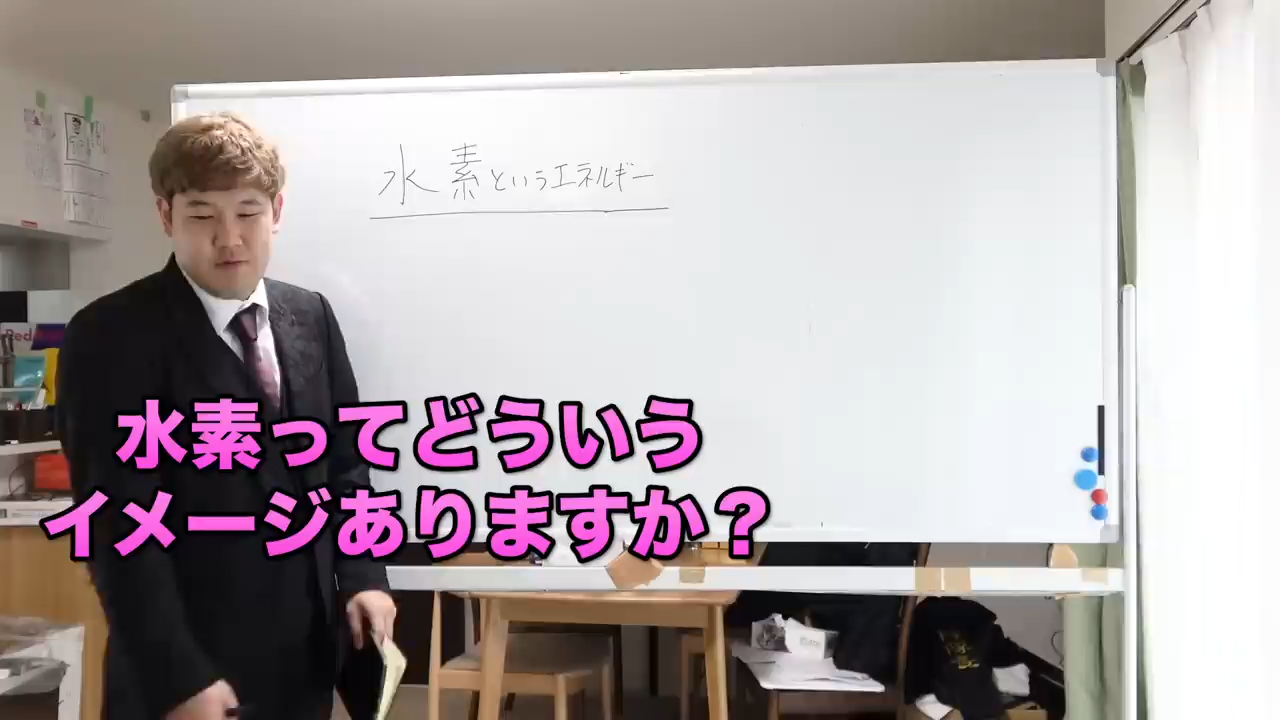 水素というエネルギー
水素ってどういう
イメージありますか？
Red